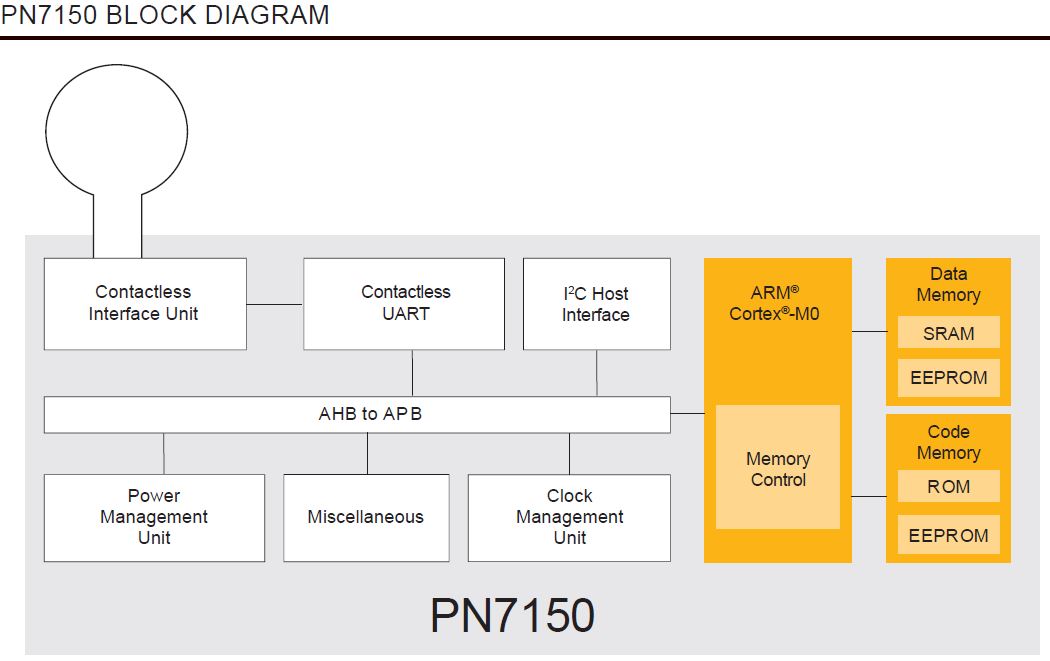 PN7150 BLOCK DIAGRAM
Contactless
Interface Unit
Contactless
UART
I²C Host
Interface
ARM®
Cortex®-M0
Data
Memory
SRAM
EEPROM
AHB to APB
Memory
Control
Code
Memory
ROM
EEPROM
Power
Management
Unit
Miscellaneous
Clock
Management
Unit
PN7150